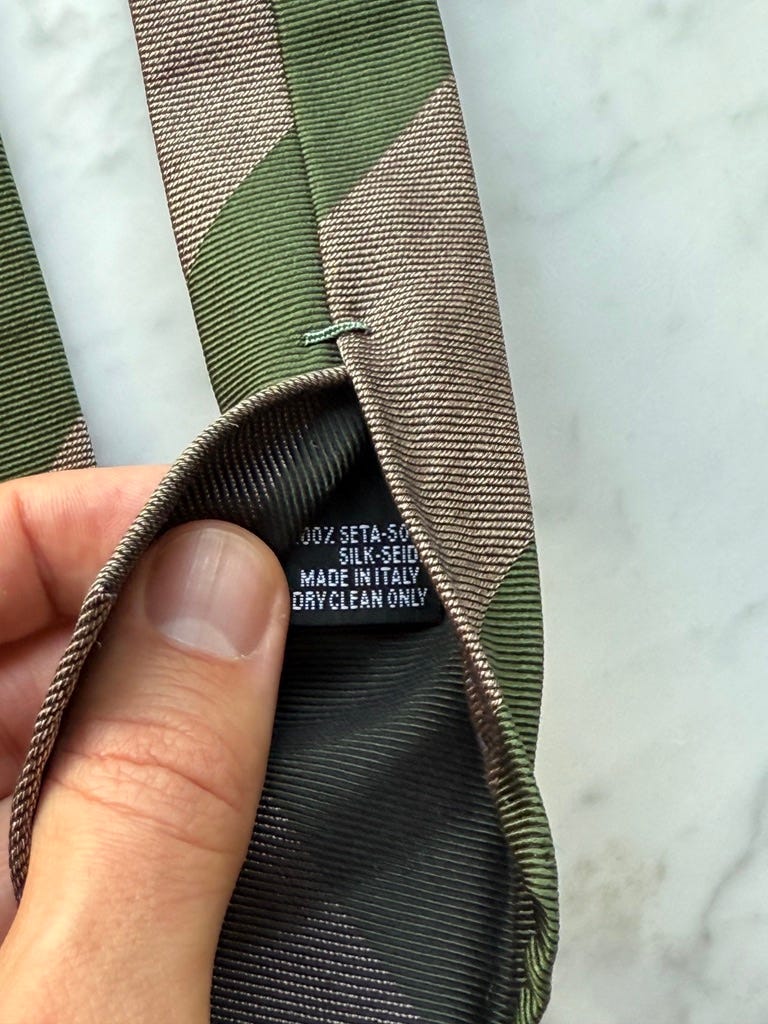 00% SETA-SO
SILK-SEID
MADE IN ITALY
DRY CLEAN ONLY